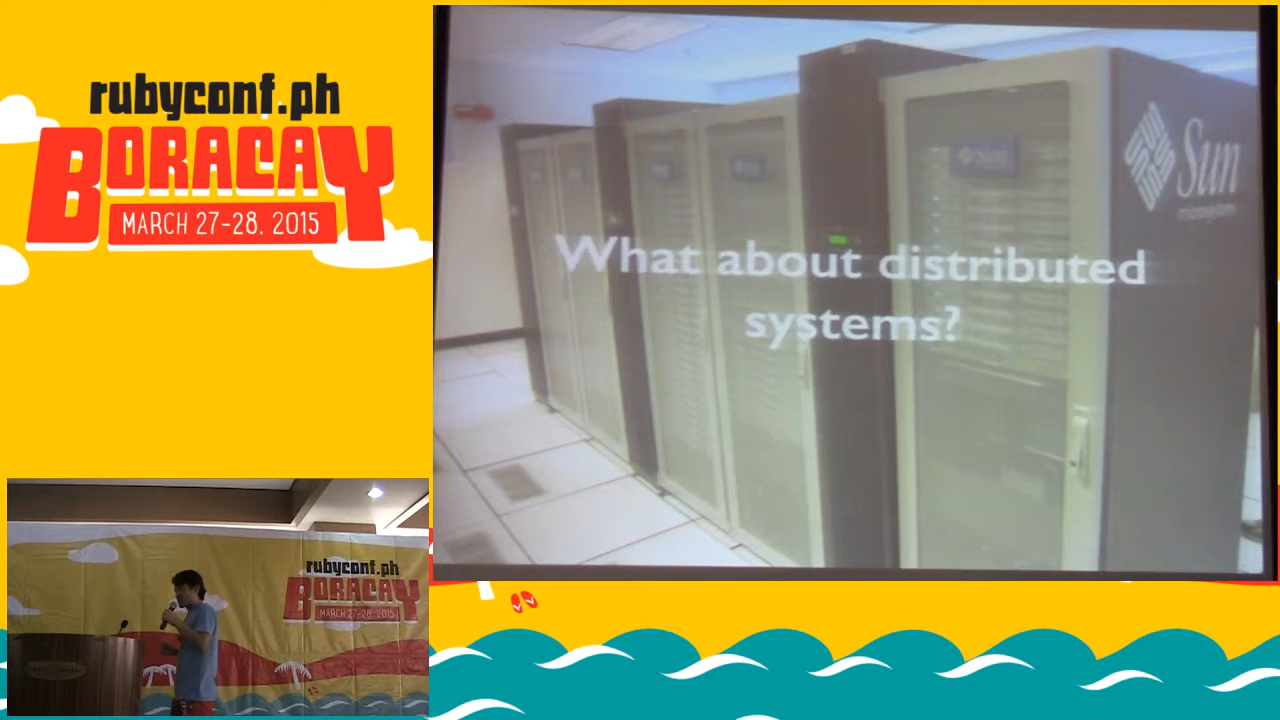 rubyconf.ph
BORACAY
MARCH 27-28, 2015
Sun
microsystems
What about distributed
systems?
rubyconf.ph
BORACAY
MARCH 27-28, 2015